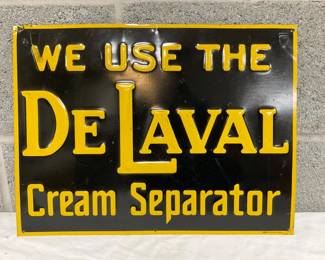 WE USE THE
DE LAVAL
Cream Separator